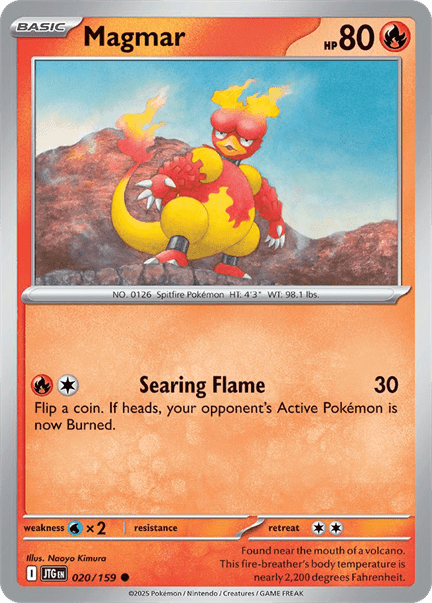 BASIC
Magmar
HP 80
NO. 0126 Spitfire Pokémon HT: 4'3" WT: 98.1 lbs.
Searing Flame 30
Flip a coin. If heads, your opponent's Active Pokémon is
now Burned.
weakness ×2 resistance retreat
Illus. Naoyo Kimura
Found near the mouth of a volcano.
This fire-breather's body temperature is
nearly 2,200 degrees Fahrenheit.
I JTG EN 020/159
©2025 Pokémon / Nintendo / Creatures / GAME FREAK